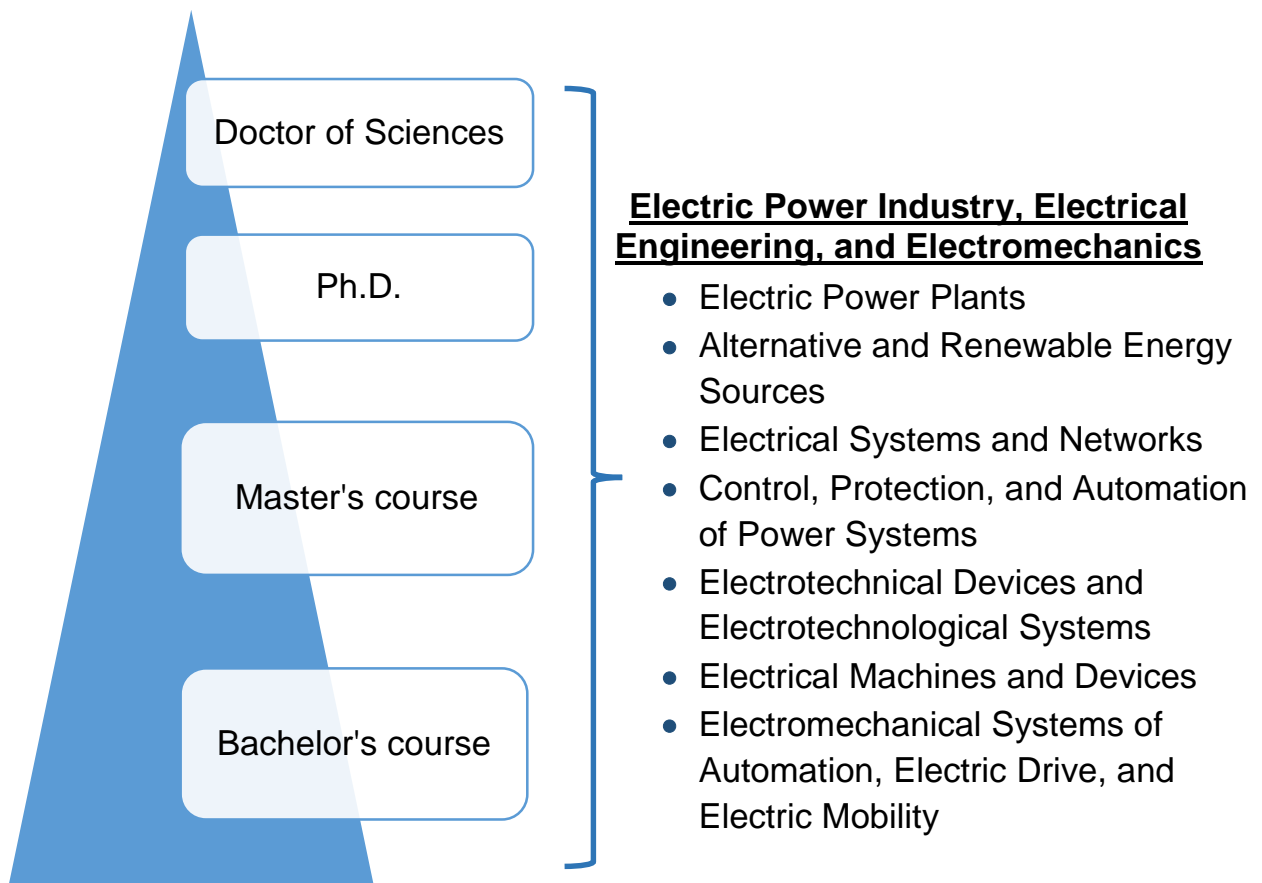 Doctor of Sciences
Ph.D.
Master's course
Bachelor's course
Electric Power Industry, Electrical
Engineering, and Electromechanics
• Electric Power Plants
• Alternative and Renewable Energy
Sources
• Electrical Systems and Networks
• Control, Protection, and Automation
of Power Systems
• Electrotechnical Devices and
Electrotechnological Systems
• Electrical Machines and Devices
• Electromechanical Systems of
Automation, Electric Drive, and
Electric Mobility